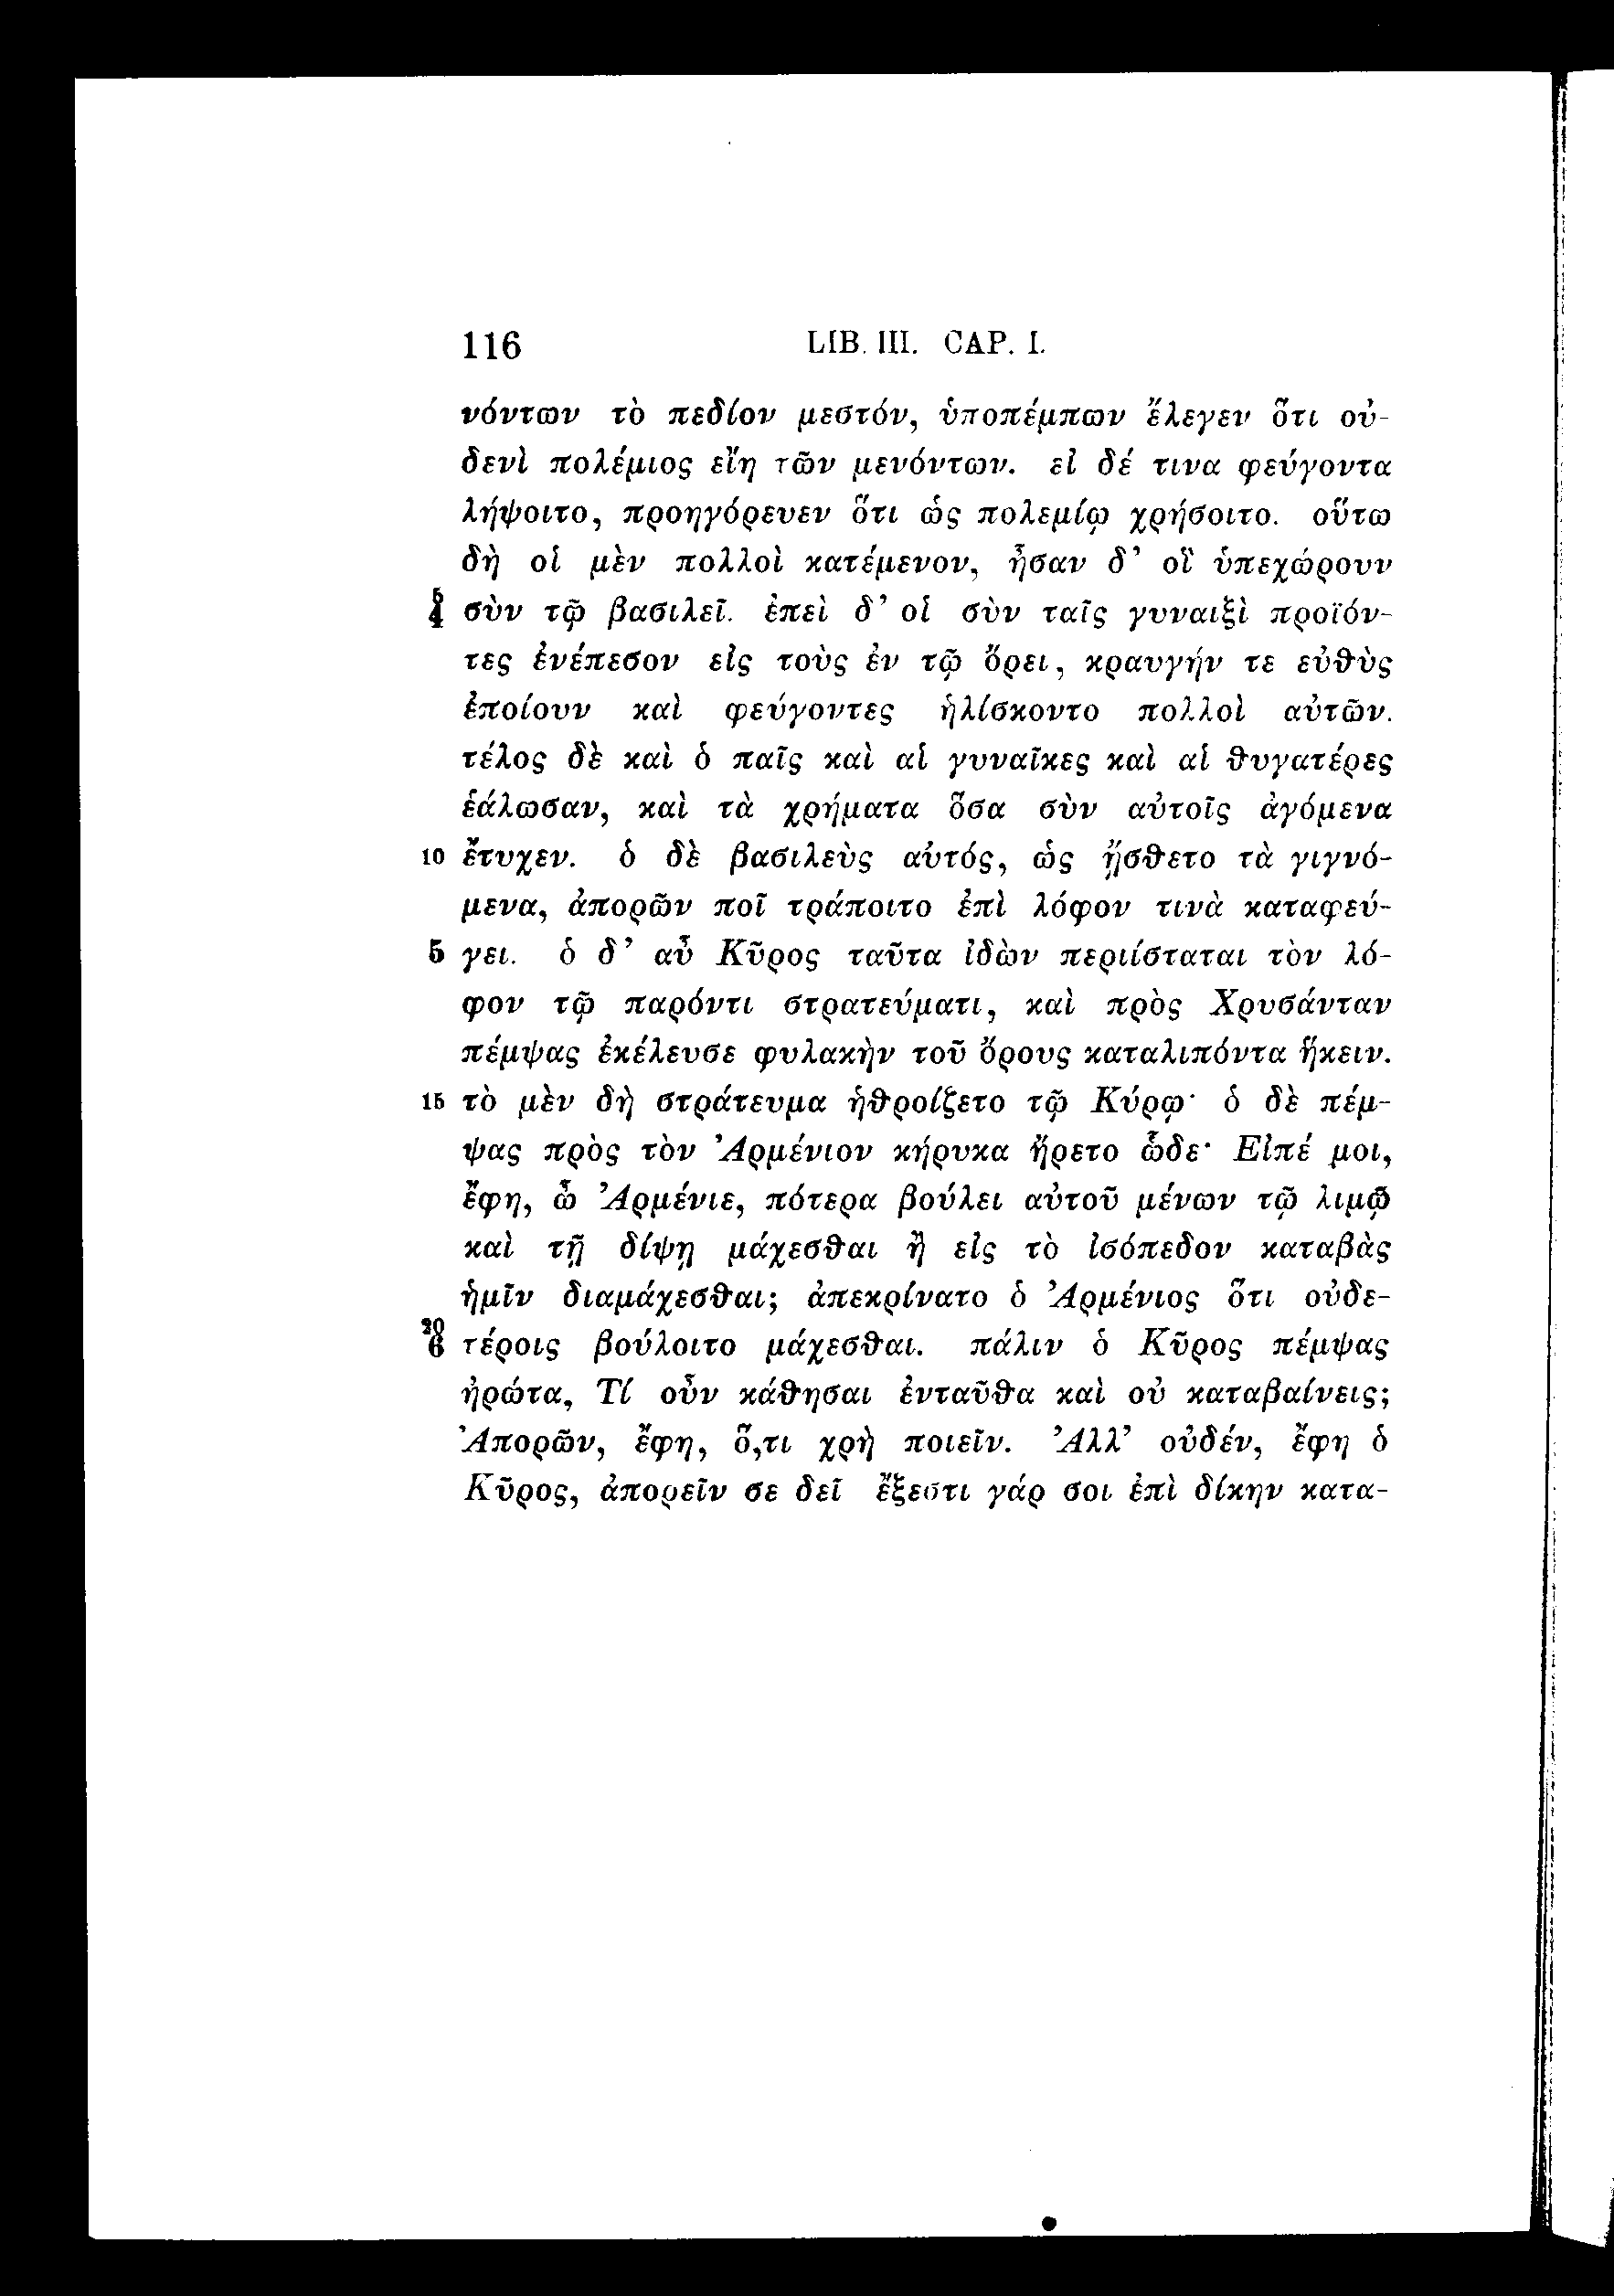 116 LIB. III. CAP. I.
νόντων τὸ πεδίον μεστόν, ὑποπέμπων ἔλεγεν ὅτι οὐ-
δενὶ πολέμιος εἴη τῶν μενόντων. εἰ δέ τινα φεύγοντα
λήψοιτο, προηγόρευεν ὅτι ὡς πολεμίῳ χρήσοιτο. οὕτω
δὴ οἱ μὲν πολλοὶ κατέμενον, ἦσαν δ’ οἳ ὑπεχώρουν
5 4 σὺν τῷ βασιλεῖ. ἐπεὶ δ’ οἱ σὺν ταῖς γυναιξὶ προϊόν-
τες ἐνέπεσον εἰς τοὺς ἐν τῷ ὄρει, κραυγήν τε εὐθὺς
ἐποίουν καὶ φεύγοντες ἡλίσκοντο πολλοὶ αὐτῶν.
τέλος δὲ καὶ ὁ παῖς καὶ αἱ γυναῖκες καὶ αἱ θυγατέρες
ἑάλωσαν, καὶ τὰ χρήματα ὅσα σὺν αὐτοῖς ἀγόμενα
10 ἔτυχεν. ὁ δὲ βασιλεὺς αὐτός, ὡς ᾔσθετο τὰ γιγνό-
μενα, ἀπορῶν ποῖ τράποιτο ἐπὶ λόφον τινὰ καταφεύ-
5 γει. ὁ δ’ αὖ Κῦρος ταῦτα ἰδὼν περιίσταται τὸν λό-
φον τῷ παρόντι στρατεύματι, καὶ πρὸς Χρυσάνταν
πέμψας ἐκέλευσε φυλακὴν τοῦ ὄρους καταλιπόντα ἥκειν.
15 τὸ μὲν δὴ στράτευμα ἡθροίζετο τῷ Κύρῳ· ὁ δὲ πέμ-
ψας πρὸς τὸν Ἀρμένιον κήρυκα ἤρετο ὧδε· Εἰπέ μοι,
ἔφη, ὦ Ἀρμένιε, πότερα βούλει αὐτοῦ μένων τῷ λιμῷ
καὶ τῇ δίψῃ μάχεσθαι ἢ εἰς τὸ ἰσόπεδον καταβὰς
ἡμῖν διαμάχεσθαι; ἀπεκρίνατο ὁ Ἀρμένιος ὅτι οὐδε-
20 6 τέροις βούλοιτο μάχεσθαι. πάλιν ὁ Κῦρος πέμψας
ἠρώτα, Τί οὖν κάθησαι ἐνταῦθα καὶ οὐ καταβαίνεις;
Ἀπορῶν, ἔφη, ὅ,τι χρὴ ποιεῖν. Ἀλλ’ οὐδέν, ἔφη ὁ
Κῦρος, ἀπορεῖν σε δεῖ ἔξεστι γάρ σοι ἐπὶ δίκην κατα-